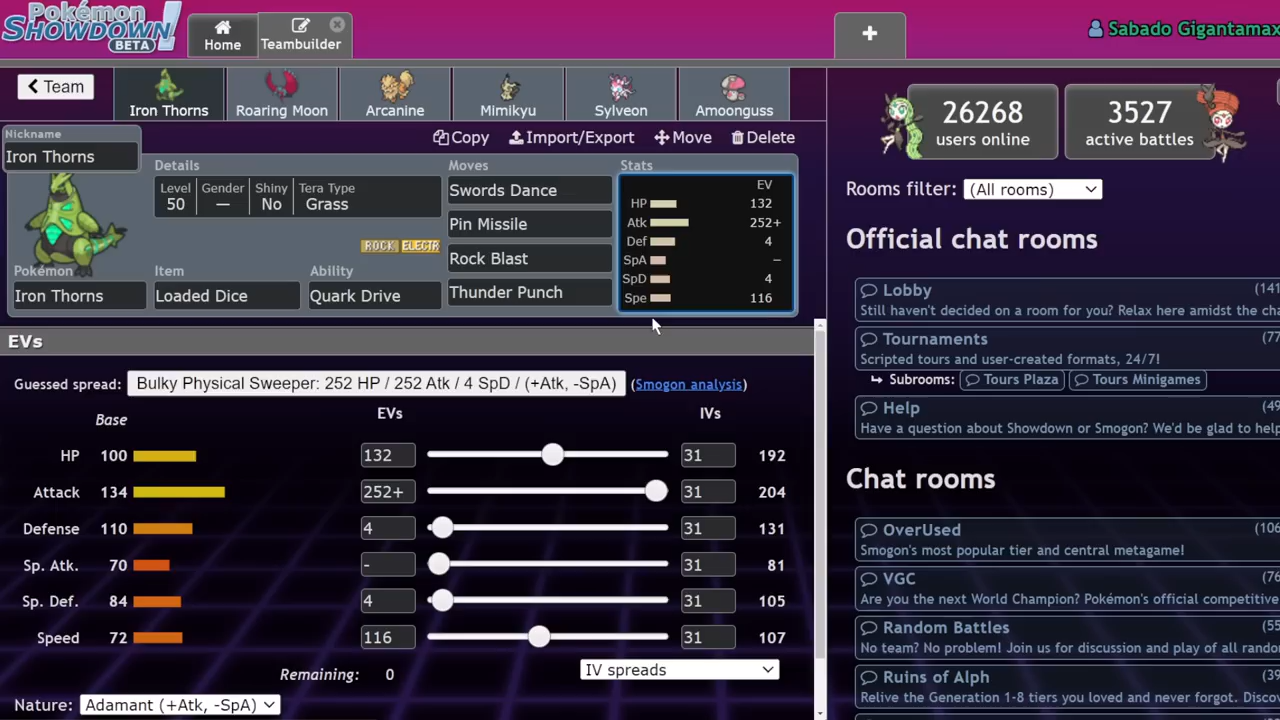 Pokémon
SHOWDOWN!
BETA
Home
Teambuilder
+
Sabado Gigantamax
Team
Iron Thorns
Roaring Moon
Arcanine
Mimikyu
Sylveon
Amoonguss
Copy
Import/Export
Move
Delete
Nickname
Iron Thorns
Details
Level
50
Gender
—
Shiny
No
Tera Type
Grass
ROCK ELECTR
Pokémon
Iron Thorns
Item
Loaded Dice
Ability
Quark Drive
Moves
Swords Dance
Pin Missile
Rock Blast
Thunder Punch
Stats
EV
HP 132
Atk 252+
Def 4
SpA –
SpD 4
Spe 116
EVs
Guessed spread: Bulky Physical Sweeper: 252 HP / 252 Atk / 4 SpD / (+Atk, -SpA) (Smogon analysis)
Base EVs IVs
HP 100 132 31 192
Attack 134 252+ 31 204
Defense 110 4 31 131
Sp. Atk. 70 - 31 81
Sp. Def. 84 4 31 105
Speed 72 116 31 107
Remaining: 0
IV spreads
Nature: Adamant (+Atk, -SpA)
26268
users online
3527
active battles
Rooms filter: (All rooms)
Official chat rooms
Lobby (141
Still haven't decided on a room for you? Relax here amidst the cha
Tournaments (77
Scripted tours and user-created formats, 24/7!
Subrooms: Tours Plaza Tours Minigames
Help (49
Have a question about Showdown or Smogon? We'd be glad to help
Chat rooms
OverUsed (106
Smogon's most popular tier and central metagame!
VGC (76
Are you the next World Champion? Pokémon's official competitive
Random Battles (55
No team? No problem! Join us for discussion and play of all rando
Ruins of Alph (39
Relive the Generation 1-8 tiers you loved and never forgot. Discov